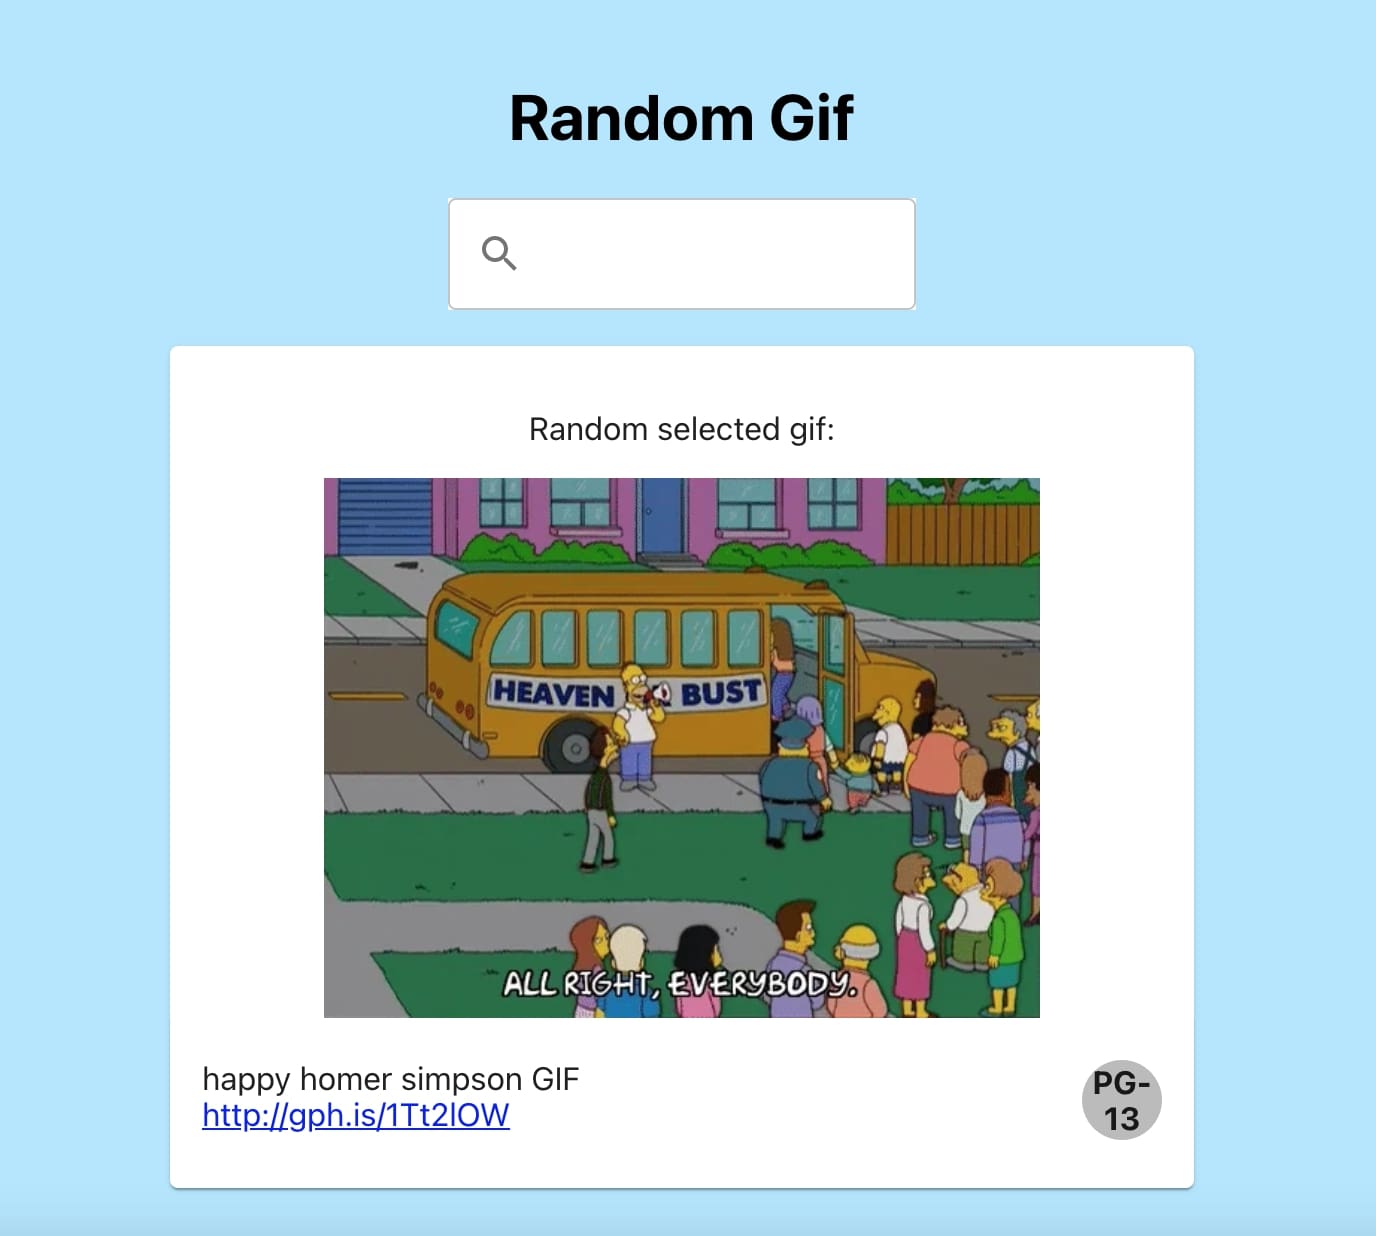 Random Gif
Random selected gif:
HEAVEN BUST
ALL RIGHT, EVERYBODY.
happy homer simpson GIF
http://gph.is/1Tt2lOW
PG-
13